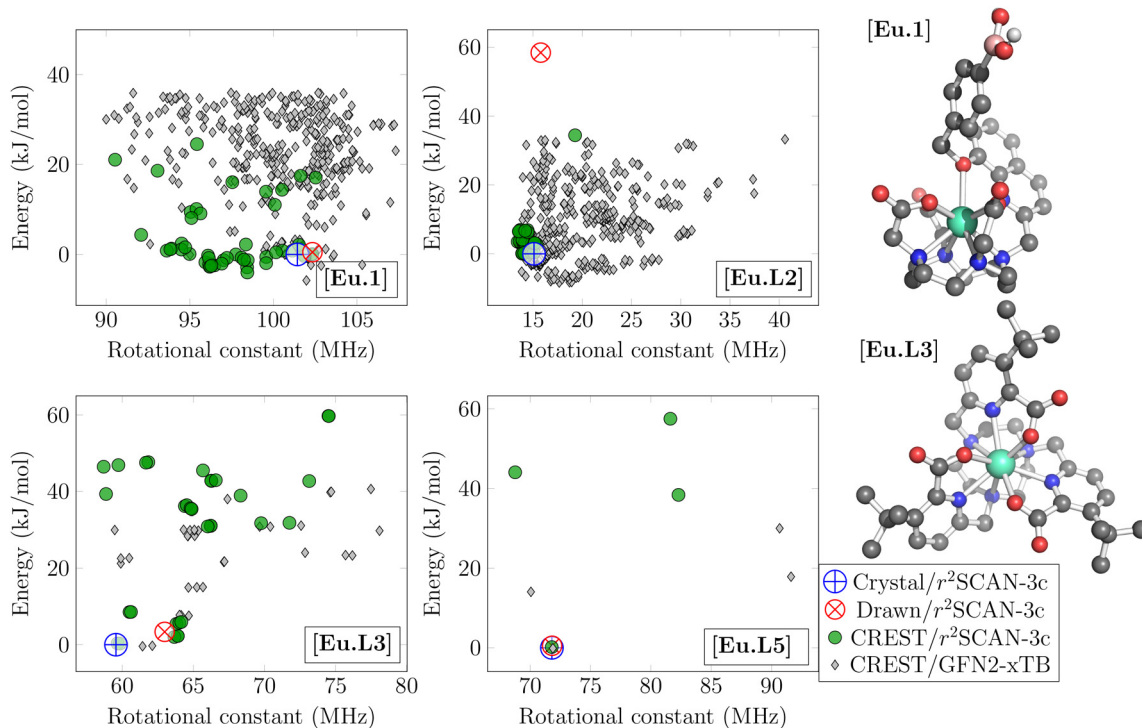 Energy (kJ/mol)
40
20
0
90
95
100
105
Rotational constant (MHz)
[Eu.1]
Energy (kJ/mol)
60
40
20
0
15
20
25
30
35
40
Rotational constant (MHz)
[Eu.L2]
[Eu.1]
[Eu.L3]
Energy (kJ/mol)
60
40
20
0
60
65
70
75
80
Rotational constant (MHz)
[Eu.L3]
Energy (kJ/mol)
60
40
20
0
70
75
80
85
90
Rotational constant (MHz)
[Eu.L5]
Crystal/r²SCAN-3c
Drawn/r²SCAN-3c
CREST/r²SCAN-3c
CREST/GFN2-xTB